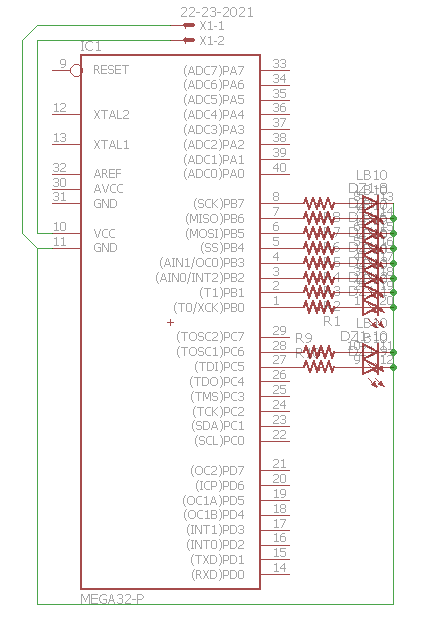 22-23-2021
X1-1
X1-2
IC1
9 RESET (ADC7)PA7 33
(ADC6)PA6 34
(ADC5)PA5 35
12 XTAL2 (ADC4)PA4 36
(ADC3)PA3 37
13 XTAL1 (ADC2)PA2 38
(ADC1)PA1 39
32 AREF (ADC0)PA0 40
30 AVCC
31 GND (SCK)PB7 8
(MISO)PB6 7
10 VCC (MOSI)PB5 6
11 GND (SS)PB4 5
(AIN1/OC0)PB3 4
(AIN0/INT2)PB2 3
(T1)PB1 2
(T0/XCK)PB0 1
LB10
R1
(TOSC2)PC7 29
(TOSC1)PC6 28
(TDI)PC5 27
R9
LB10
(TDO)PC4 26
(TMS)PC3 25
(TCK)PC2 24
(SDA)PC1 23
(SCL)PC0 22
(OC2)PD7 21
(ICP)PD6 20
(OC1A)PD5 19
(OC1B)PD4 18
(INT1)PD3 17
(INT0)PD2 16
(TXD)PD1 15
(RXD)PD0 14
MEGA32-P